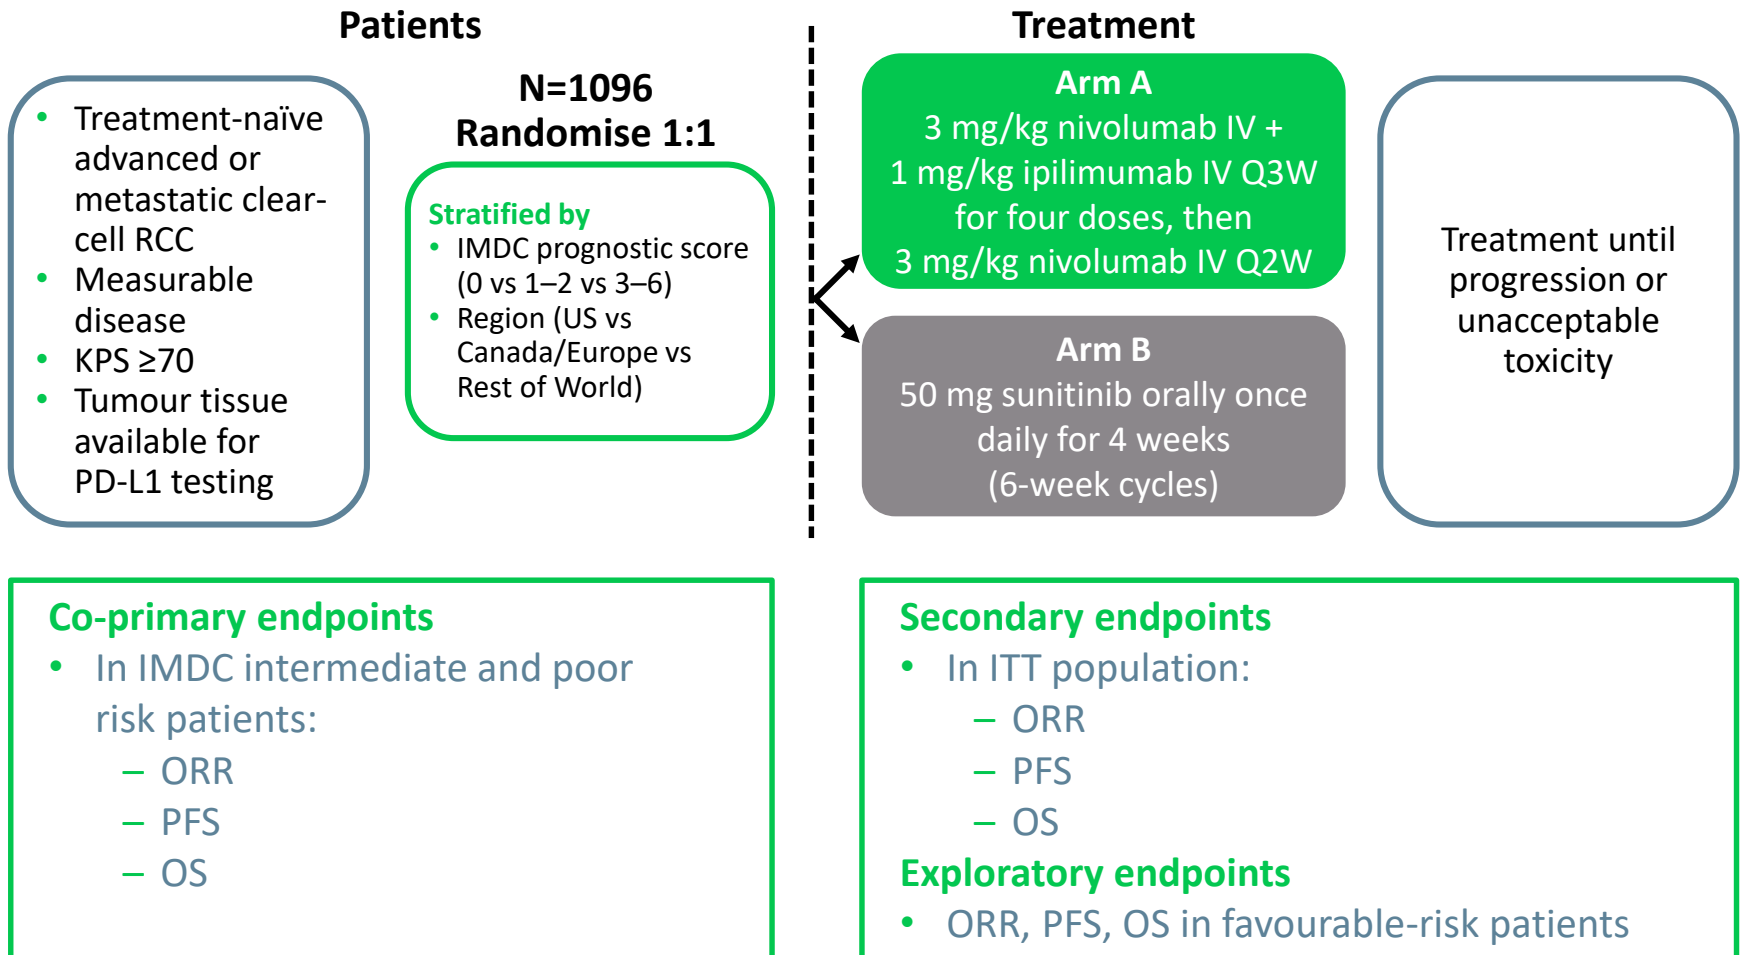 Patients
• Treatment-naïve
advanced or
metastatic clear-
cell RCC
• Measurable
disease
• KPS ≥70
• Tumour tissue
available for
PD-L1 testing
N=1096
Randomise 1:1
Stratified by
• IMDC prognostic score
(0 vs 1–2 vs 3–6)
• Region (US vs
Canada/Europe vs
Rest of World)
Treatment
Arm A
3 mg/kg nivolumab IV +
1 mg/kg ipilimumab IV Q3W
for four doses, then
3 mg/kg nivolumab IV Q2W
Arm B
50 mg sunitinib orally once
daily for 4 weeks
(6-week cycles)
Treatment until
progression or
unacceptable
toxicity
Co-primary endpoints
• In IMDC intermediate and poor
risk patients:
– ORR
– PFS
– OS
Secondary endpoints
• In ITT population:
– ORR
– PFS
– OS
Exploratory endpoints
• ORR, PFS, OS in favourable-risk patients